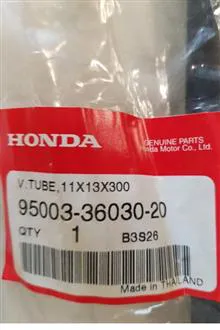 GENUINE PARTS
HONDA
Honda Motor Co., Ltd.
V.TUBE,11X13X300
95003-36030-20
QTY 1 B3S26
Made in THAILAND